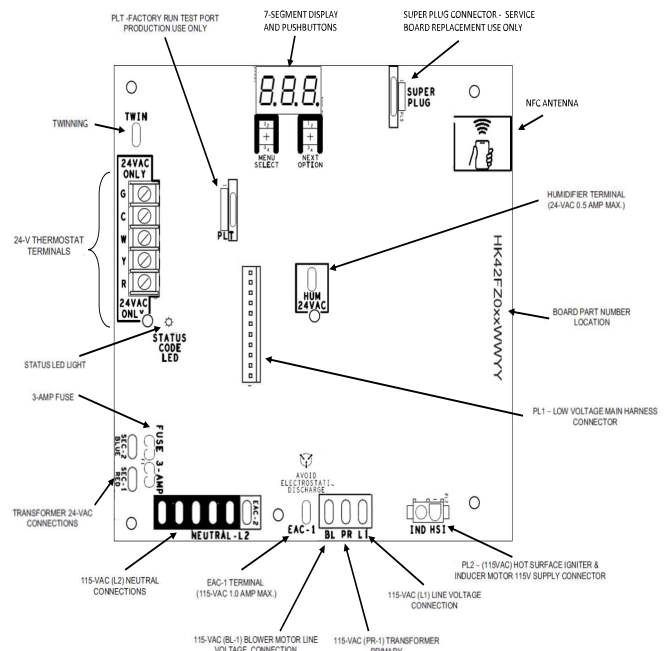 PLT -FACTORY RUN TEST PORT
PRODUCTION USE ONLY
7-SEGMENT DISPLAY
AND PUSHBUTTONS
SUPER PLUG CONNECTOR - SERVICE
BOARD REPLACEMENT USE ONLY
8.8.8.
SUPER
PLUG
NFC ANTENNA
TWIN
TWINNING
MENU
SELECT
NEXT
OPTION
24VAC
ONLY
G
C
W
Y
R
24VAC
ONLY
24-V THERMOSTAT
TERMINALS
PLT
HUMIDIFIER TERMINAL
(24-VAC 0.5 AMP MAX.)
HUM
24VAC
HK42FZ0xxWWYY
BOARD PART NUMBER
LOCATION
STATUS
CODE
LED
STATUS LED LIGHT
3-AMP FUSE
PL1 – LOW VOLTAGE MAIN HARNESS
CONNECTOR
FUSE 3-AMP
SEC-2
BLUE
SEC-1
RED
TRANSFORMER 24-VAC
CONNECTIONS
AVOID
ELECTROSTATI
DISCHARGE
EAC-2
NEUTRAL-L2
EAC-1
BL PR L1
IND HSI
PL2 – (115VAC) HOT SURFACE IGNITER &
INDUCER MOTOR 115V SUPPLY CONNECTOR
115-VAC (L2) NEUTRAL
CONNECTIONS
EAC-1 TERMINAL
(115-VAC 1.0 AMP MAX.)
115-VAC (L1) LINE VOLTAGE
CONNECTION
115-VAC (BL-1) BLOWER MOTOR LINE
VOLTAGE CONNECTION
115-VAC (PR-1) TRANSFORMER
PRIMARY